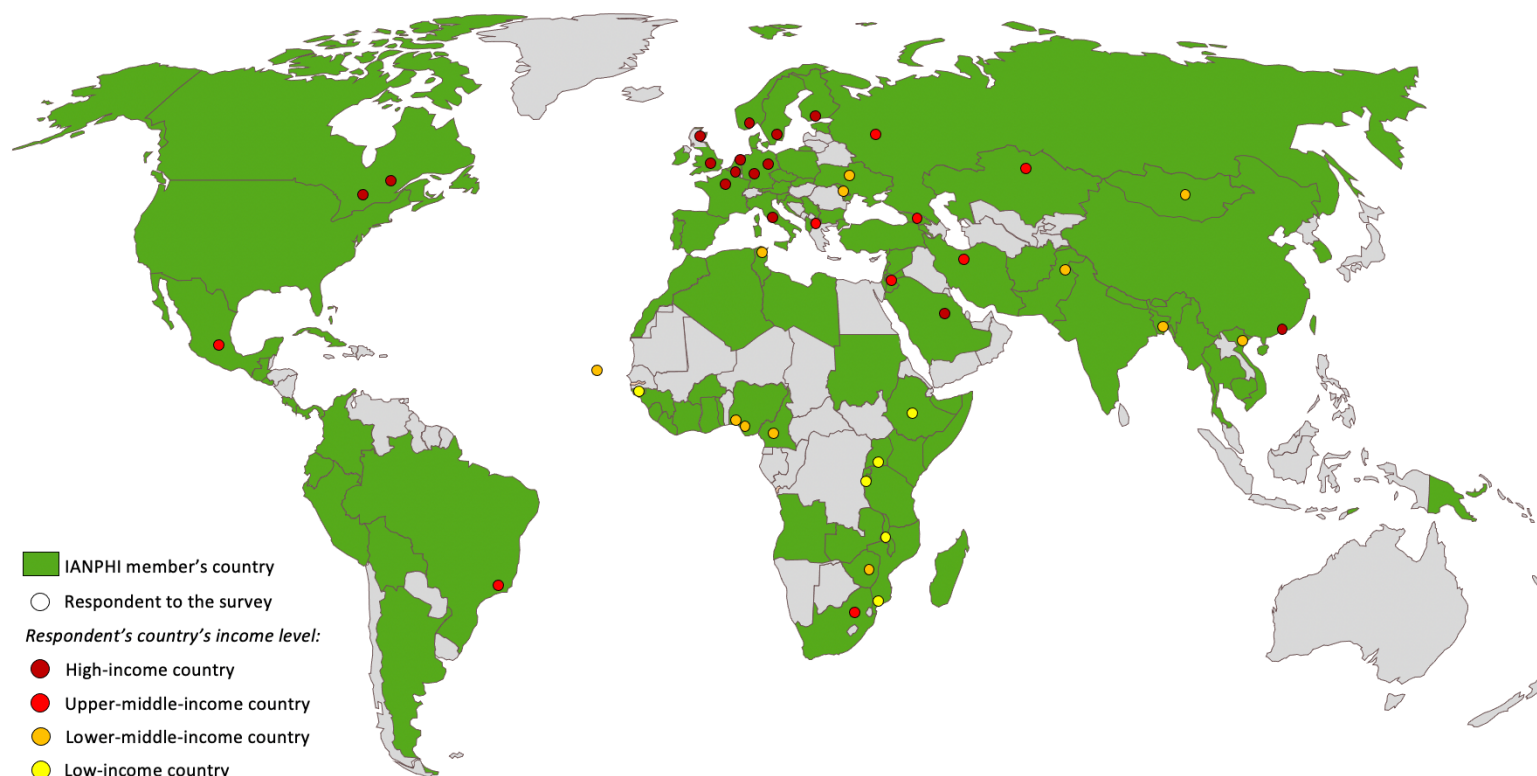 IANPHI member's country
Respondent to the survey
Respondent's country's income level:
High-income country
Upper-middle-income country
Lower-middle-income country
Low-income country